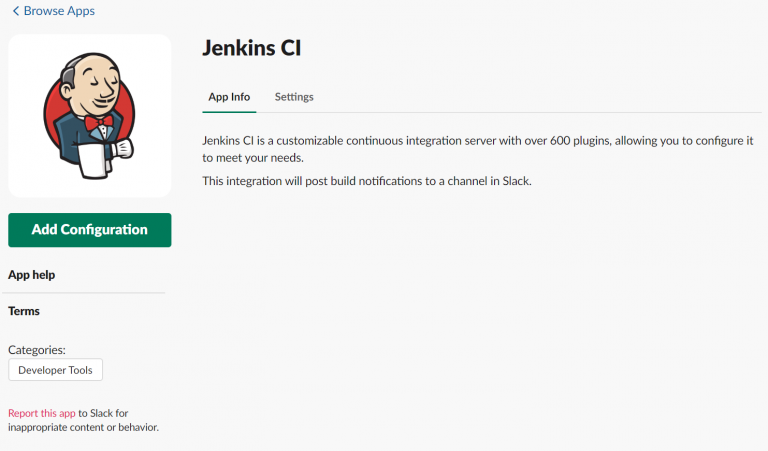 Browse Apps
Jenkins CI
App Info
Settings
Jenkins CI is a customizable continuous integration server with over 600 plugins, allowing you to configure it
to meet your needs.
This integration will post build notifications to a channel in Slack.
Add Configuration
App help
Terms
Categories:
Developer Tools
Report this app to Slack for
inappropriate content or behavior.